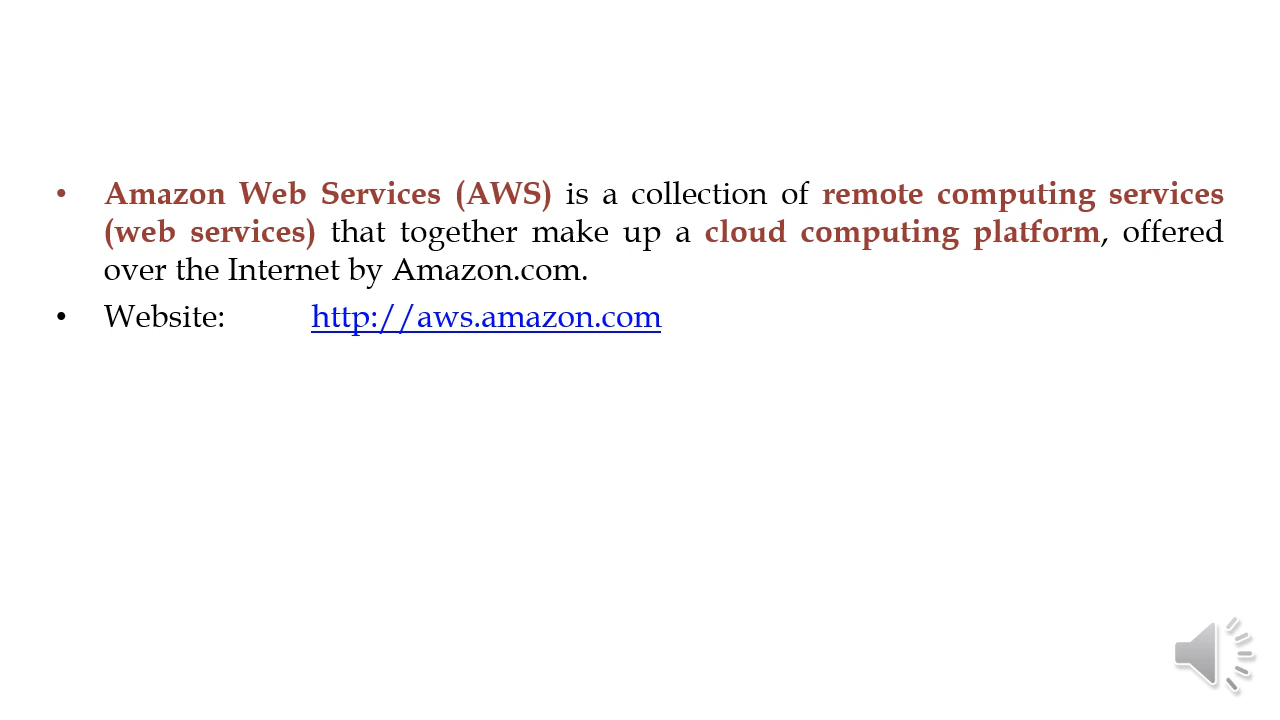 • Amazon Web Services (AWS) is a collection of remote computing services
(web services) that together make up a cloud computing platform, offered
over the Internet by Amazon.com.
• Website: http://aws.amazon.com